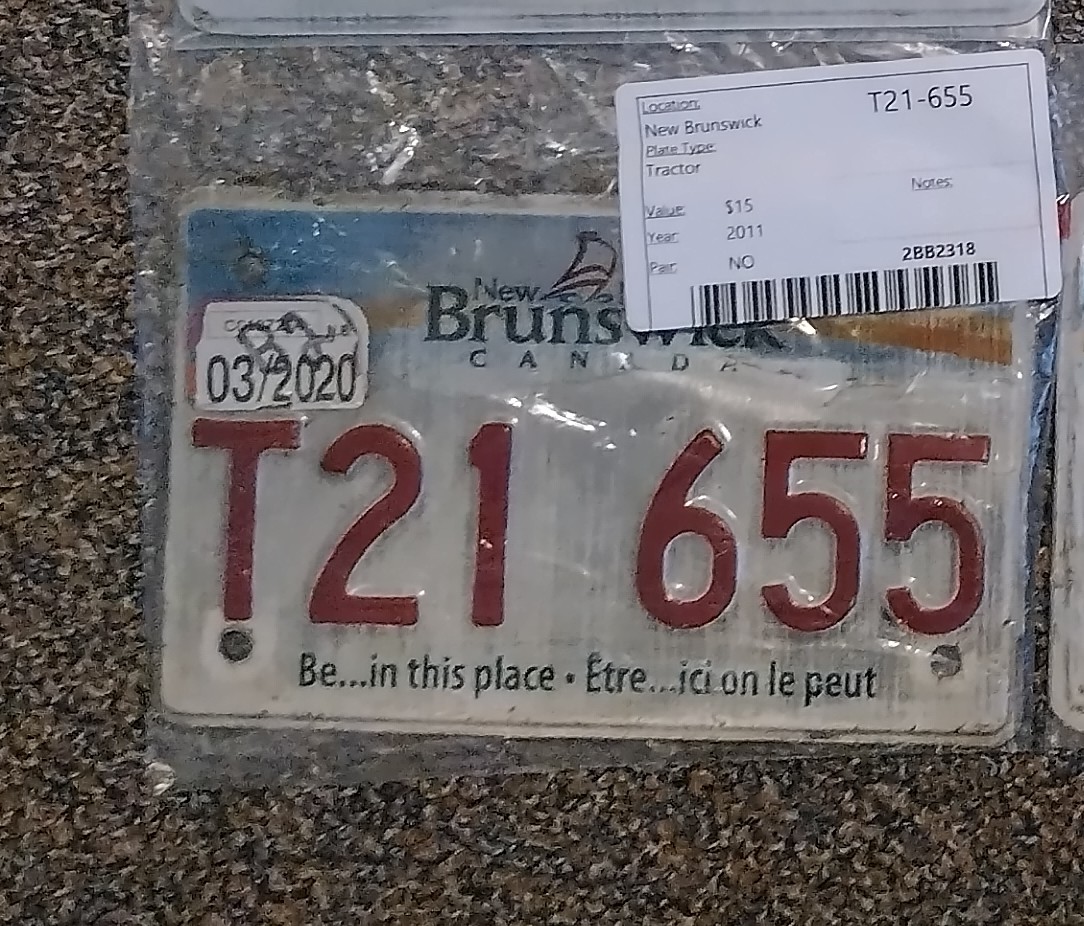 Location:
T21-655
New Brunswick
Plate Type:
Tractor
Notes:
Value: $15
Year: 2011
Pair: NO
2BB2318
New
Brunswick
CANADA
03/2020
T21 655
Be...in this place • Être...ici on le peut